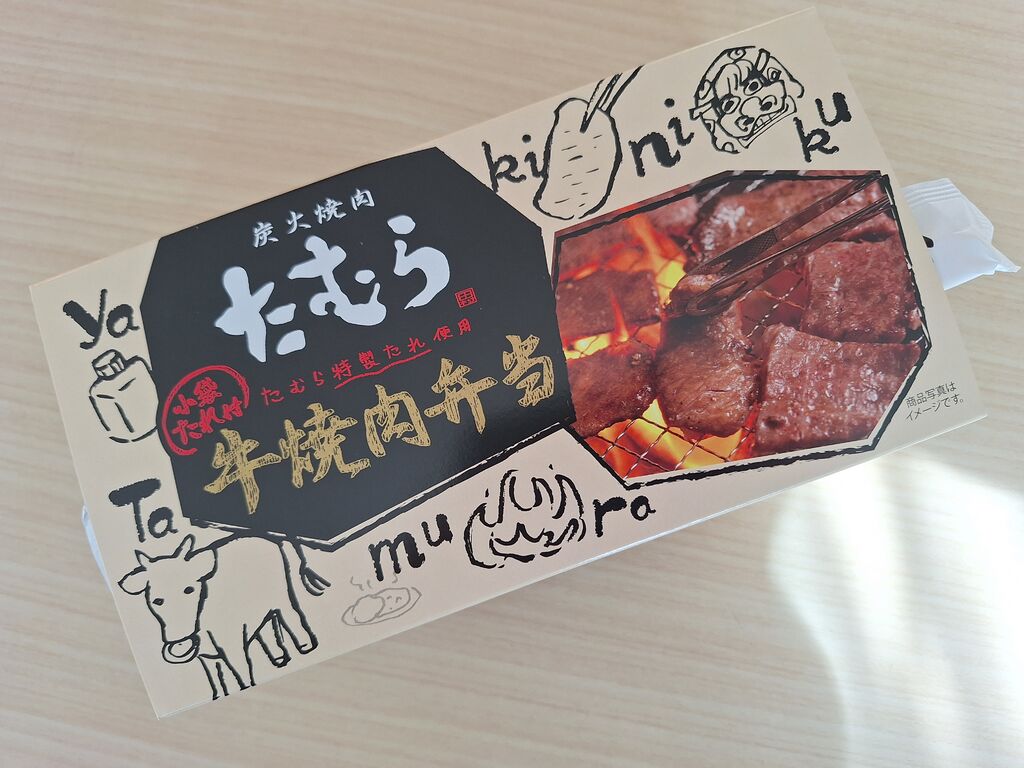 炭火焼肉
たむら
たむら特製たれ使用
小袋
たれ付
牛焼肉弁当
ya
ki
ni
ku
Ta
mu
ra
商品写真は
イメージです。